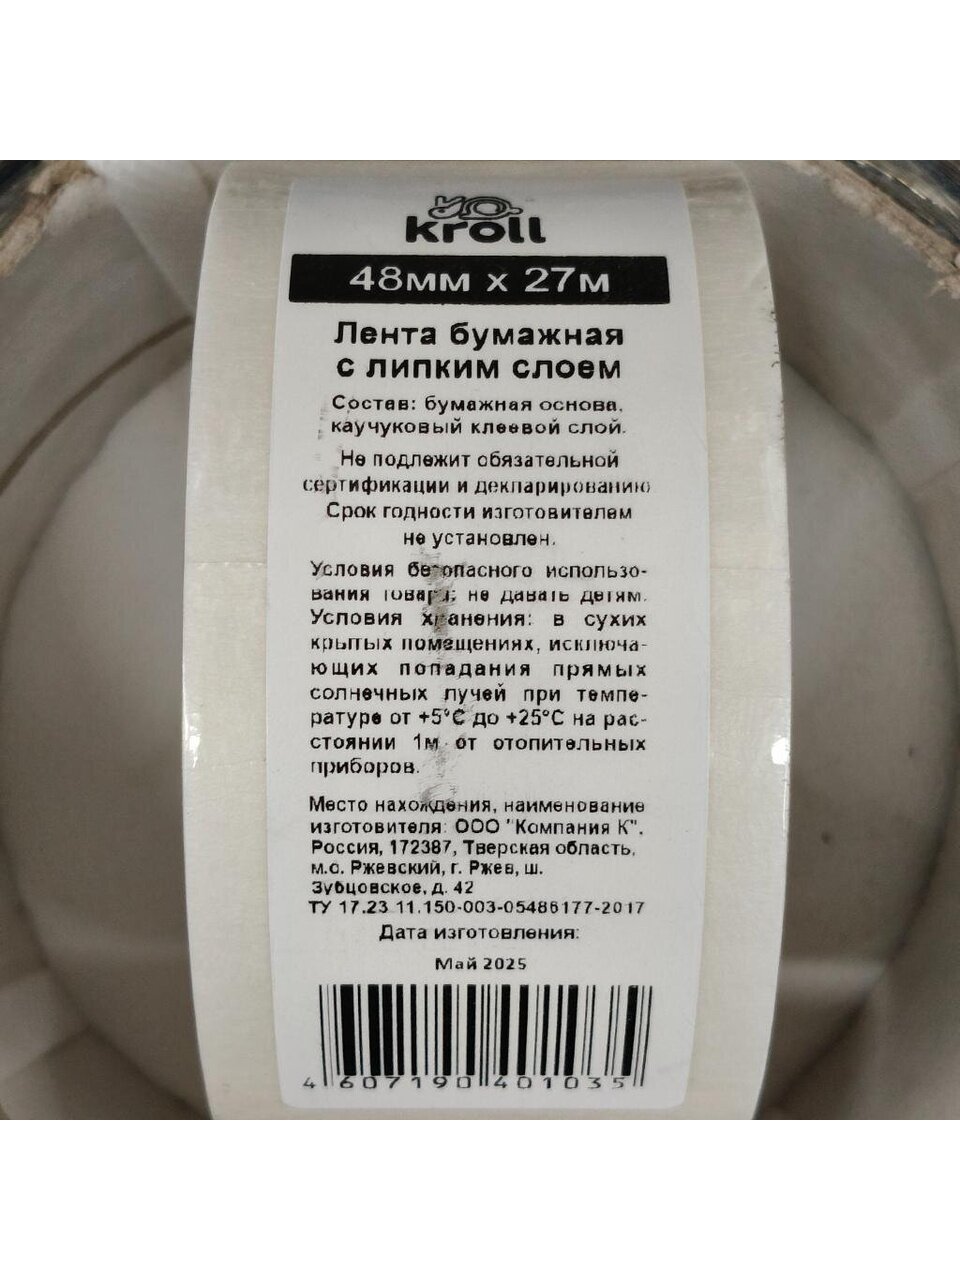 kroll
48мм х 27м
Лента бумажная
с липким слоем
Состав: бумажная основа,
каучуковый клеевой слой.
Не подлежит обязательной
сертификации и декларированию
Срок годности изготовителем
не установлен.
Условия безопасного использо-
вания товара: не давать детям.
Условия хранения: в сухих
крытых помещениях, исключа-
ющих попадания прямых
солнечных лучей при темпе-
ратуре от +5°С до +25°С на рас-
стоянии 1м от отопительных
приборов.
Место нахождения, наименование
изготовителя: ООО "Компания К",
Россия, 172387, Тверская область,
м.о. Ржевский, г. Ржев, ш.
Зубцовское, д. 42
ТУ 17.23.11.150-003-05486177-2017
Дата изготовления:
Май 2025
4 607190 401035